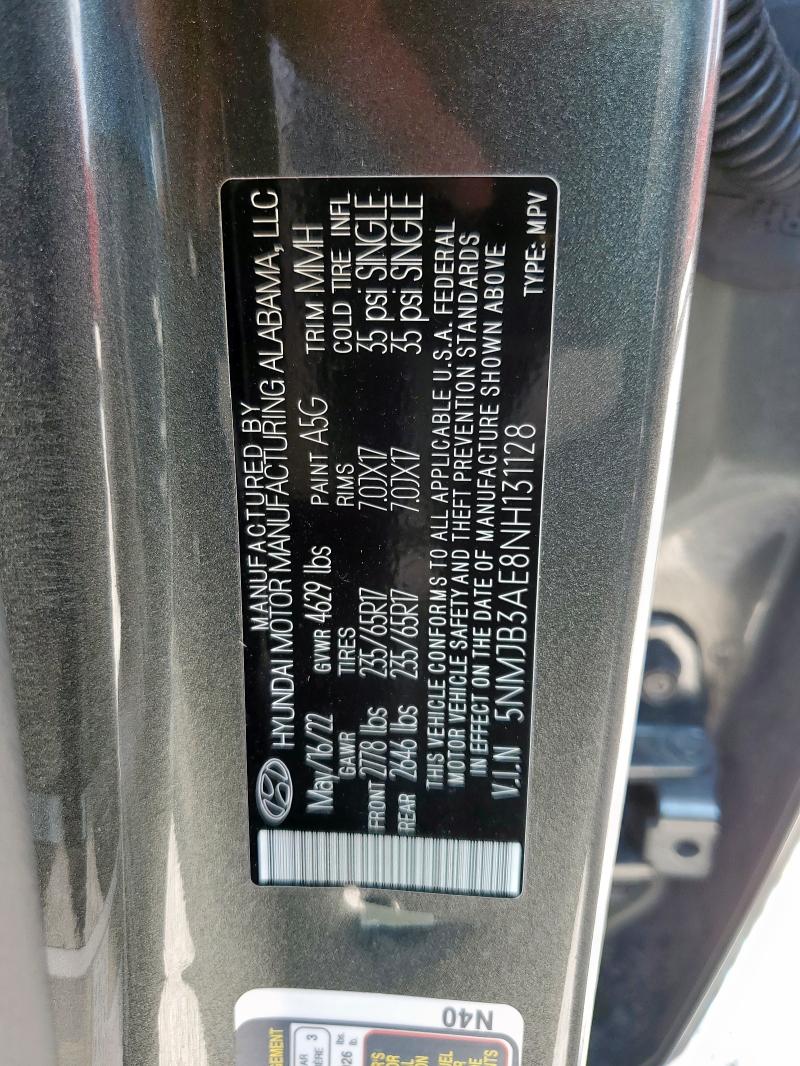 MANUFACTURED BY
HYUNDAI MOTOR MANUFACTURING ALABAMA, LLC
May/16/22 GVWR 4629 lbs PAINT A5G TRIM MMH
GAWR TIRES RIMS COLD TIRE INFL
FRONT 2778 lbs 235/65R17 7.0JX17 35 psi SINGLE
REAR 2646 lbs 235/65R17 7.0JX17 35 psi SINGLE
THIS VEHICLE CONFORMS TO ALL APPLICABLE U.S.A. FEDERAL
MOTOR VEHICLE SAFETY AND THEFT PREVENTION STANDARDS
IN EFFECT ON THE DATE OF MANUFACTURE SHOWN ABOVE
V.I.N 5NMJB3AE8NH131128 TYPE: MPV
N40